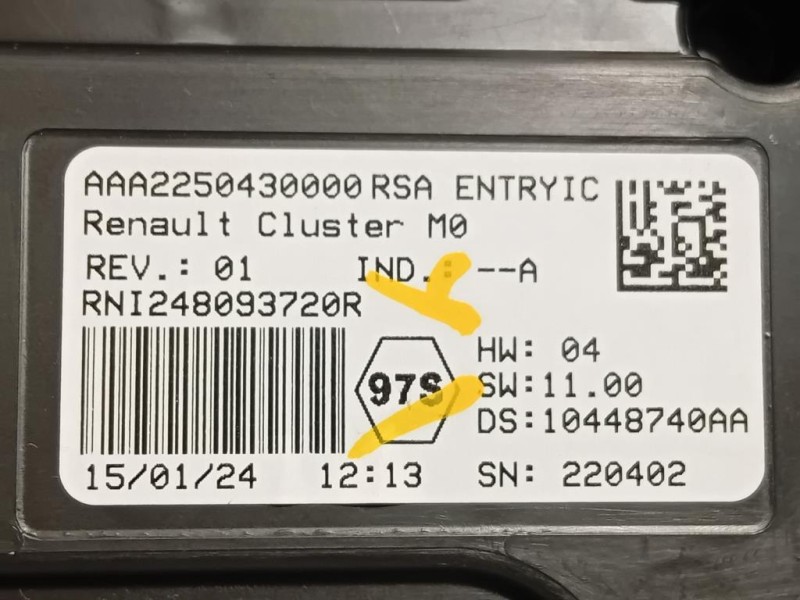 AAA2250430000 RSA ENTRYIC
Renault Cluster M0
REV.: 01 IND.: --A
RNI248093720R
97S
HW: 04
SW:11.00
DS:10448740AA
15/01/24 12:13 SN: 220402